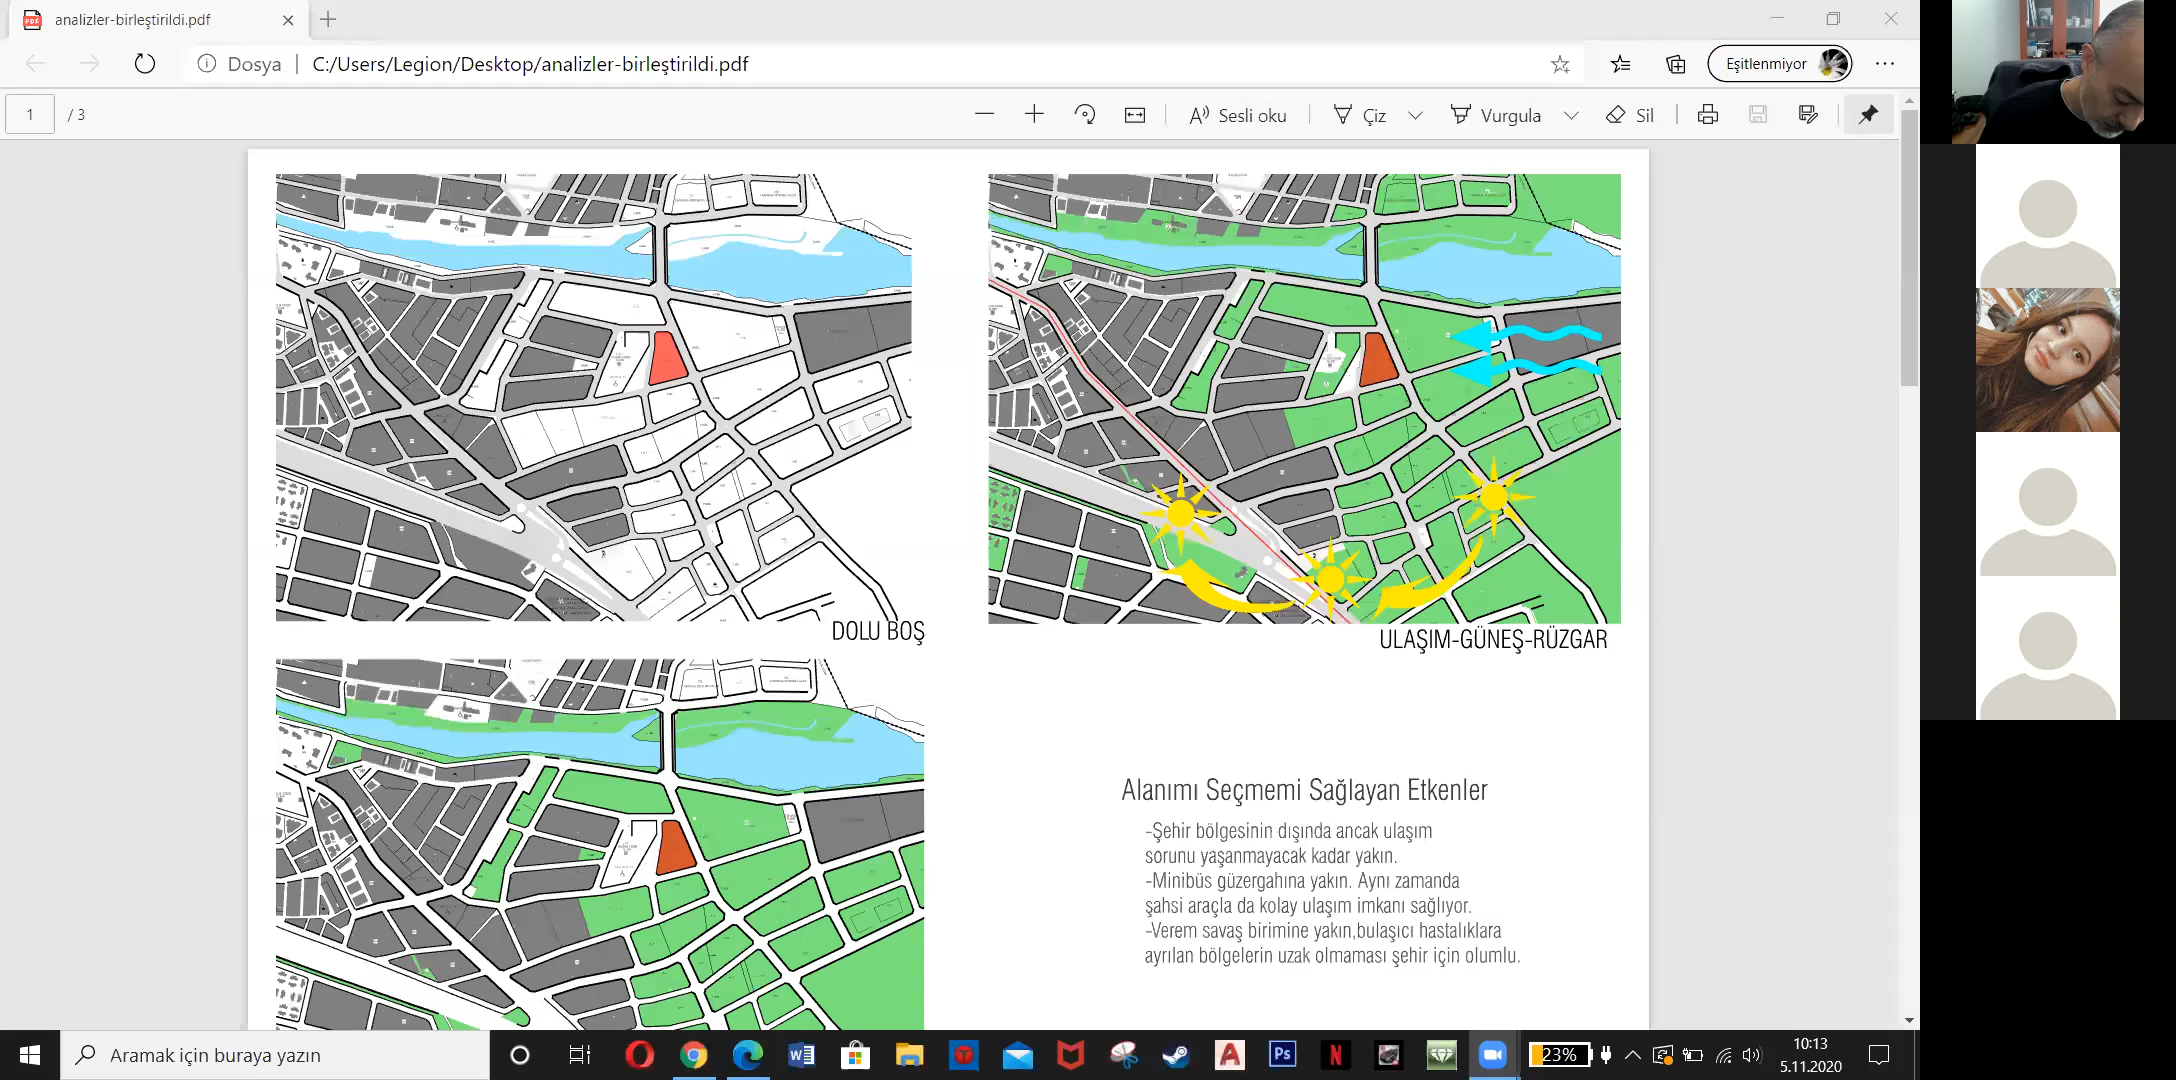 analizler-birleştirildi.pdf
Dosya
C:/Users/Legion/Desktop/analizler-birleştirildi.pdf
Eşitlenmiyor
1 / 3
Sesli oku
Çiz
Vurgula
Sil
DOLU BOŞ
ULAŞIM-GÜNEŞ-RÜZGAR
Alanımı Seçmemi Sağlayan Etkenler
-Şehir bölgesinin dışında ancak ulaşım
sorunu yaşanmayacak kadar yakın.
-Minibüs güzergahına yakın. Aynı zamanda
şahsi araçla da kolay ulaşım imkanı sağlıyor.
-Verem savaş birimine yakın,bulaşıcı hastalıklara
ayrılan bölgelerin uzak olmaması şehir için olumlu.
Aramak için buraya yazın
23%
10:13
5.11.2020